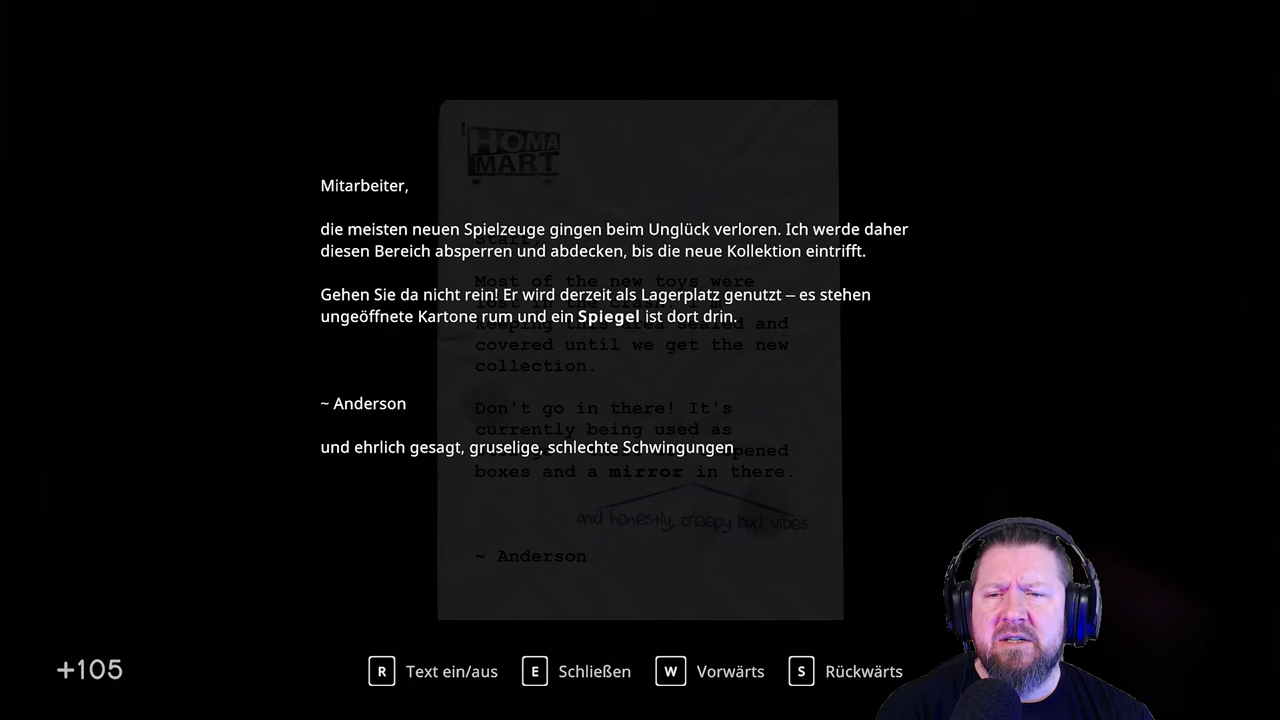 HOMA
MART
Mitarbeiter,
die meisten neuen Spielzeuge gingen beim Unglück verloren. Ich werde daher
diesen Bereich absperren und abdecken, bis die neue Kollektion eintrifft.
Gehen Sie da nicht rein! Er wird derzeit als Lagerplatz genutzt – es stehen
ungeöffnete Kartone rum und ein Spiegel ist dort drin.
~ Anderson
und ehrlich gesagt, gruselige, schlechte Schwingungen
Staff,
Most of the new toys were
keeping this area sealed and
covered until we get the new
collection.
Don't go in there! It's
currently being used as
boxes and a mirror in there.
and honestly, creepy bad vibes
~ Anderson
+105
R Text ein/aus E Schließen W Vorwärts S Rückwärts